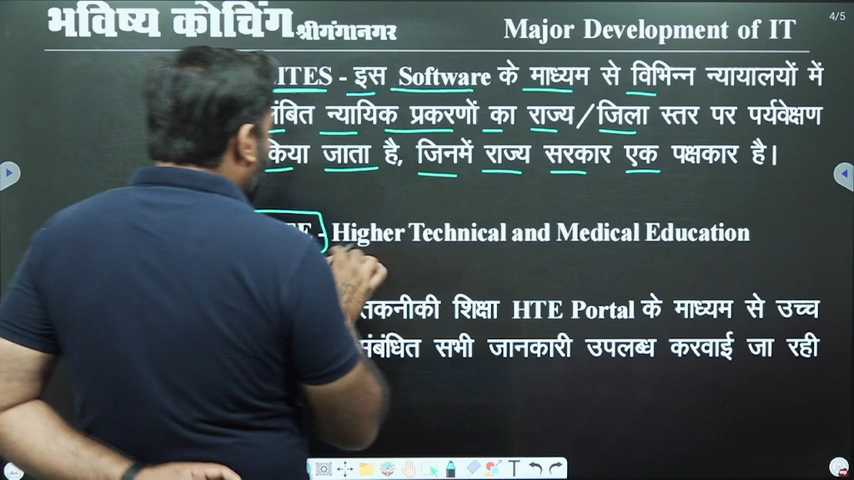 भविष्य कोचिंग श्रीगंगानगर
Major Development of IT
4/5
LITES - इस Software के माध्यम से विभिन्न न्यायालयों में
न्यायिक प्रकरणों का राज्य/जिला स्तर पर पर्यवेक्षण
किया जाता है, जिनमें राज्य सरकार एक पक्षकार है।
- Higher Technical and Medical Education
तकनीकी शिक्षा HTE Portal के माध्यम से उच्च
संबंधित सभी जानकारी उपलब्ध करवाई जा रही